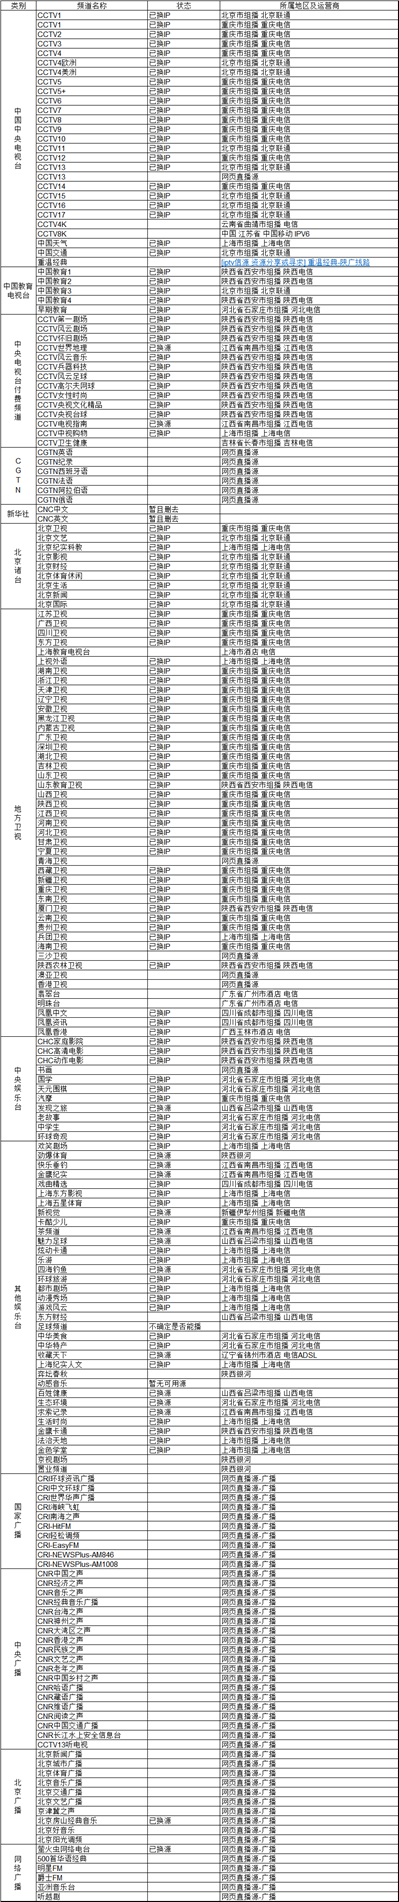 类别 频道名称 状态 所属地区及运营商
中国中央电视台
CCTV1 已换IP 北京市组播 北京联通
CCTV1 已换IP 重庆市组播 重庆电信
CCTV2 已换IP 重庆市组播 重庆电信
CCTV3 已换IP 重庆市组播 重庆电信
CCTV4 已换IP 重庆市组播 重庆电信
CCTV4欧洲 已换IP 北京市组播 北京联通
CCTV4美洲 已换IP 北京市组播 北京联通
CCTV5 已换IP 重庆市组播 重庆电信
CCTV5+ 已换IP 重庆市组播 重庆电信
CCTV6 已换IP 重庆市组播 重庆电信
CCTV7 已换IP 重庆市组播 重庆电信
CCTV8 已换IP 重庆市组播 重庆电信
CCTV9 已换IP 重庆市组播 重庆电信
CCTV10 已换IP 重庆市组播 重庆电信
CCTV11 已换IP 北京市组播 北京联通
CCTV12 已换IP 重庆市组播 重庆电信
CCTV13 已换IP 北京市组播 北京联通
CCTV13 网页直播源
CCTV14 已换IP 重庆市组播 重庆电信
CCTV15 已换IP 北京市组播 北京联通
CCTV16 已换IP 北京市组播 北京联通
CCTV17 已换IP 北京市组播 北京联通
CCTV4K 云南省曲靖市组播 电信
CCTV8K 中国 江苏省 中国移动 IPV6
中国天气 已换IP 上海市组播 上海电信
中国交通 已换IP 北京市组播 北京联通
重温经典 [iptv信源 资源分享或寻求] 重温经典-陕广线路
中国教育电视台
中国教育1 已换IP 陕西省西安市组播 陕西电信
中国教育2 已换IP 陕西省西安市组播 陕西电信
中国教育3 已换IP 北京市组播 北京联通
中国教育4 已换IP 陕西省西安市组播 陕西电信
早期教育 已换IP 河北省石家庄市组播 河北电信
中央电视台付费频道
CCTV第一剧场 已换IP 陕西省西安市组播 陕西电信
CCTV风云剧场 已换IP 陕西省西安市组播 陕西电信
CCTV怀旧剧场 已换IP 陕西省西安市组播 陕西电信
CCTV世界地理 已换源 江西省南昌市组播 江西电信
CCTV风云音乐 已换IP 陕西省西安市组播 陕西电信
CCTV兵器科技 已换IP 陕西省西安市组播 陕西电信
CCTV风云足球 已换IP 陕西省西安市组播 陕西电信
CCTV高尔夫网球 已换IP 陕西省西安市组播 陕西电信
CCTV女性时尚 已换IP 陕西省西安市组播 陕西电信
CCTV央视文化精品 已换IP 陕西省西安市组播 陕西电信
CCTV央视台球 已换IP 陕西省西安市组播 陕西电信
CCTV电视指南 已换源 江西省南昌市组播 江西电信
CCTV中视购物 已换IP 上海市组播 上海电信
CCTV卫生健康 吉林省长春市组播 吉林电信
CGTN
CGTN英语 网页直播源
CGTN纪录 网页直播源
CGTN西班牙语 网页直播源
CGTN法语 网页直播源
CGTN阿拉伯语 网页直播源
CGTN俄语 网页直播源
新华社
CNC中文 暂且删去
CNC英文 暂且删去
北京诸台
北京卫视 已换IP 重庆市组播 重庆电信
北京文艺 已换IP 北京市组播 北京联通
北京纪实科教 已换IP 上海市组播 上海电信
北京影视 已换IP 北京市组播 北京联通
北京财经 已换IP 北京市组播 北京联通
北京体育休闲 已换IP 北京市组播 北京联通
北京生活 已换IP 北京市组播 北京联通
北京新闻 已换IP 北京市组播 北京联通
北京国际 已换IP 北京市组播 北京联通
地方卫视
江苏卫视 已换IP 重庆市组播 重庆电信
广西卫视 已换IP 重庆市组播 重庆电信
四川卫视 已换IP 重庆市组播 重庆电信
东方卫视 已换IP 重庆市组播 重庆电信
上海教育电视台 上海市酒店 电信
上视外语 已换IP 上海市组播 上海电信
湖南卫视 已换IP 重庆市组播 重庆电信
浙江卫视 已换IP 重庆市组播 重庆电信
天津卫视 已换IP 重庆市组播 重庆电信
辽宁卫视 已换IP 重庆市组播 重庆电信
安徽卫视 已换IP 重庆市组播 重庆电信
黑龙江卫视 已换IP 重庆市组播 重庆电信
内蒙古卫视 已换IP 重庆市组播 重庆电信
广东卫视 已换IP 重庆市组播 重庆电信
深圳卫视 已换IP 重庆市组播 重庆电信
湖北卫视 已换IP 重庆市组播 重庆电信
吉林卫视 已换IP 重庆市组播 重庆电信
山东卫视 已换IP 重庆市组播 重庆电信
山东教育卫视 已换IP 陕西省西安市组播 陕西电信
山西卫视 已换IP 重庆市组播 重庆电信
陕西卫视 已换IP 重庆市组播 重庆电信
江西卫视 已换IP 重庆市组播 重庆电信
河南卫视 已换IP 重庆市组播 重庆电信
河北卫视 已换IP 重庆市组播 重庆电信
甘肃卫视 已换IP 重庆市组播 重庆电信
宁夏卫视 已换IP 重庆市组播 重庆电信
青海卫视 网页直播源
西藏卫视 已换IP 重庆市组播 重庆电信
新疆卫视 已换IP 重庆市组播 重庆电信
重庆卫视 已换IP 重庆市组播 重庆电信
东南卫视 已换IP 重庆市组播 重庆电信
厦门卫视 已换IP 陕西省西安市组播 陕西电信
云南卫视 已换IP 重庆市组播 重庆电信
贵州卫视 已换IP 重庆市组播 重庆电信
兵团卫视 已换IP 上海市组播 上海电信
海南卫视 已换IP 重庆市组播 重庆电信
三沙卫视 网页直播源
陕西农林卫视 已换IP 陕西省西安市组播 陕西电信
澳亚卫视 网页直播源
香港卫视 网页直播源
翡翠台 广东省广州市酒店 电信
明珠台 广东省广州市酒店 电信
凤凰中文 已换IP 四川省成都市组播 四川电信
凤凰资讯 已换IP 四川省成都市组播 四川电信
凤凰香港 已换IP 广西玉林市酒店 电信
中央娱乐台
CHC家庭影院 已换IP 陕西省西安市组播 陕西电信
CHC高清电影 已换IP 陕西省西安市组播 陕西电信
CHC动作电影 已换IP 陕西省西安市组播 陕西电信
书画 网页直播源
国学 已换IP 河北省石家庄市组播 河北电信
天元围棋 已换IP 河北省石家庄市组播 河北电信
汽摩 已换IP 重庆市组播 重庆电信
发现之旅 已换源 山西省吕梁市组播 山西电信
老故事 已换IP 河北省石家庄市组播 河北电信
中学生 已换IP 河北省石家庄市组播 河北电信
环球奇观 已换IP 河北省石家庄市组播 河北电信
其他娱乐台
欢笑剧场 已换IP 上海市组播 上海电信
劲爆体育 已换源 陕西银河
快乐垂钓 已换源 江西省南昌市组播 江西电信
金鹰纪实 已换源 江西省南昌市组播 江西电信
戏曲精选 已换IP 四川省成都市组播 四川电信
上海东方影视 已换IP 上海市组播 上海电信
上海五星体育 已换IP 上海市组播 上海电信
新视觉 已换源 新疆伊犁州组播 新疆电信
卡酷少儿 已换IP 重庆市组播 重庆电信
茶频道 已换源 江西省南昌市组播 江西电信
魅力足球 已换源 山西省吕梁市组播 山西电信
炫动卡通 已换IP 上海市组播 上海电信
乐游 已换IP 上海市组播 上海电信
四海钓鱼 已换源 河北省石家庄市组播 河北电信
环球旅游 已换IP 河北省石家庄市组播 河北电信
都市剧场 已换IP 上海市组播 上海电信
动漫秀场 已换IP 上海市组播 上海电信
游戏风云 已换IP 上海市组播 上海电信
东方财经 山西省吕梁市组播 山西电信
足球频道 不确定是否能播
中华美食 已换IP 河北省石家庄市组播 河北电信
中华特产 已换IP 河北省石家庄市组播 河北电信
收藏天下 已换源 辽宁省锦州市酒店 电信ADSL
上海纪实人文 已换IP 上海市组播 上海电信
弈坛春秋 陕西银河
动感音乐 暂无可用源
百姓健康 已换源 山西省吕梁市组播 山西电信
生态环境 已换源 河北省石家庄市组播 河北电信
求索记录 已换源 江西省南昌市组播 江西电信
生活时尚 已换IP 上海市组播 上海电信
金鹰卡通 已换源 陕西省西安市组播 陕西电信
法治天地 已换IP 上海市组播 上海电信
金色学堂 已换IP 上海市组播 上海电信
京视剧场 陕西银河
置业频道 陕西银河
国家广播
CRI环球资讯广播 网页直播源-广播
CRI中文环球广播 网页直播源-广播
CRI世界华声广播 网页直播源-广播
CRI海峡飞虹 网页直播源-广播
CRI南海之声 网页直播源-广播
CRI-HitFM 网页直播源-广播
CRI轻松调频 网页直播源-广播
CRI-EasyFM 网页直播源-广播
CRI-NEWSPlus-AM846 网页直播源-广播
CRI-NEWSPlus-AM1008 网页直播源-广播
中央广播
CNR中国之声 网页直播源-广播
CNR经济之声 网页直播源-广播
CNR音乐之声 网页直播源-广播
CNR经典音乐广播 网页直播源-广播
CNR台海之声 网页直播源-广播
CNR神州之声 网页直播源-广播
CNR大湾区之声 网页直播源-广播
CNR香港之声 网页直播源-广播
CNR民族之声 网页直播源-广播
CNR文艺之声 网页直播源-广播
CNR老年之声 网页直播源-广播
CNR中国乡村之声 网页直播源-广播
CNR哈语广播 网页直播源-广播
CNR藏语广播 网页直播源-广播
CNR维语广播 网页直播源-广播
CNR阅读之声 网页直播源-广播
CNR中国交通广播 网页直播源-广播
CNR长江水上安全信息台 网页直播源-广播
CCTV13听电视 网页直播源-广播
北京广播
北京新闻广播 网页直播源-广播
北京城市广播 网页直播源-广播
北京体育广播 网页直播源-广播
北京音乐广播 网页直播源-广播
北京交通广播 网页直播源-广播
北京文艺广播 网页直播源-广播
京津冀之声 网页直播源-广播
北京房山经典音乐 已换源 网页直播源-广播
北京好音乐 网页直播源-广播
北京阳光调频 网页直播源-广播
网络广播
萤火虫网络电台 已换源 网页直播源-广播
500首华语经典 网页直播源-广播
明星FM 网页直播源-广播
爵士FM 网页直播源-广播
亚洲音乐台 网页直播源-广播
听越剧 网页直播源-广播